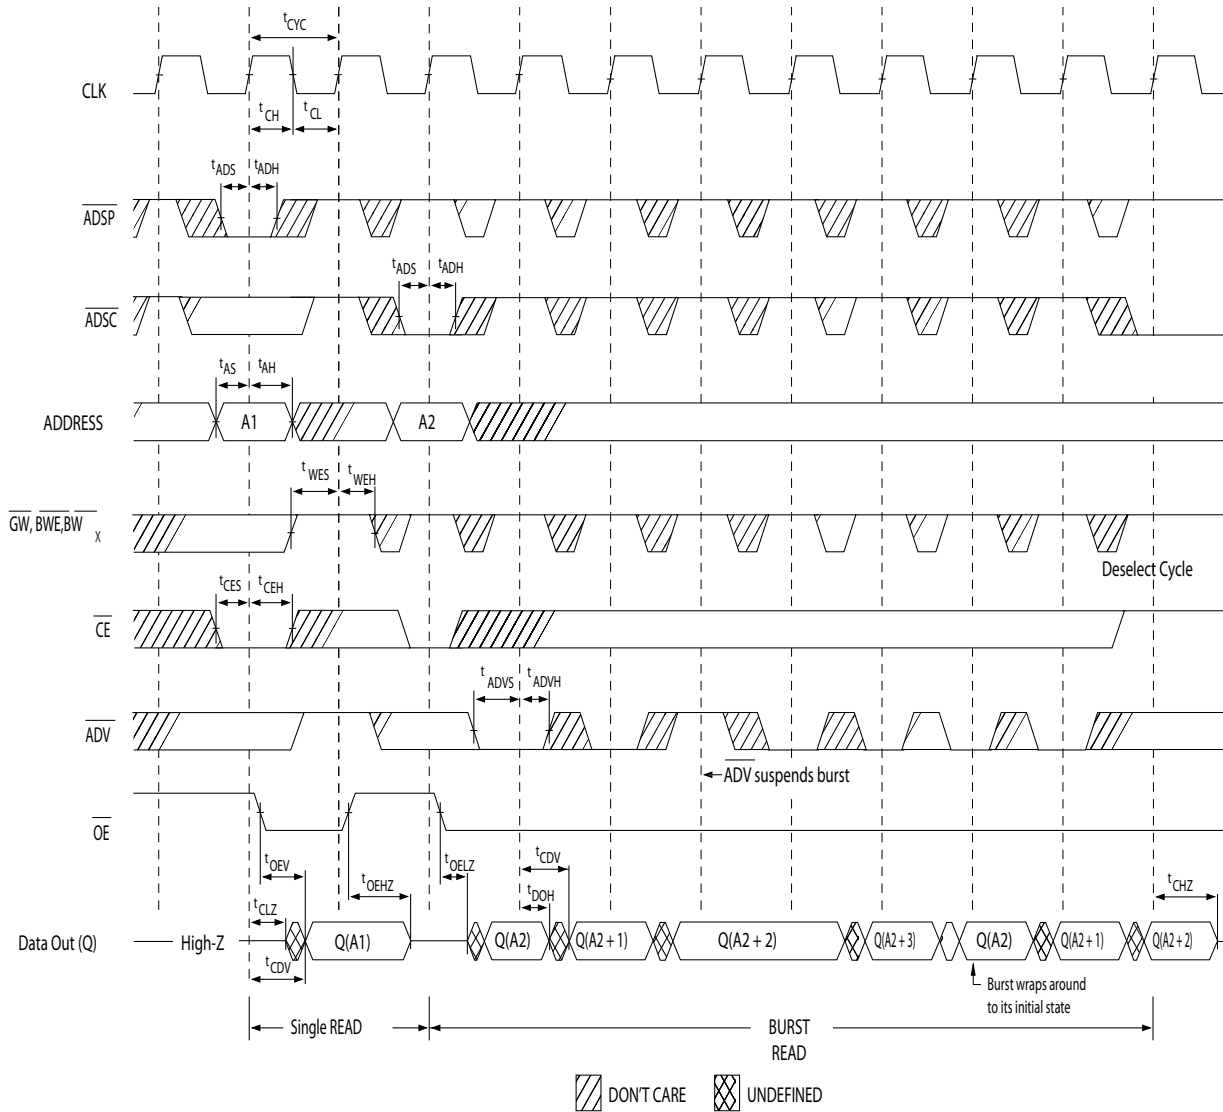 tCYC
CLK
tCH tCL
tADS tADH
ADSP
tADS tADH
ADSC
tAS tAH
ADDRESS A1 A2
tWES tWEH
GW, BWE,BW X
Deselect Cycle
tCES tCEH
CE
tADVS tADVH
ADV
ADV suspends burst
OE
tOEV tOEHZ tOELZ tCDV
tCLZ tDOH tCHZ
Data Out (Q) High-Z Q(A1) Q(A2) Q(A2 + 1) Q(A2 + 2) Q(A2 + 3) Q(A2) Q(A2 + 1) Q(A2 + 2)
tCDV
Burst wraps around
to its initial state
Single READ BURST
READ
DON'T CARE UNDEFINED